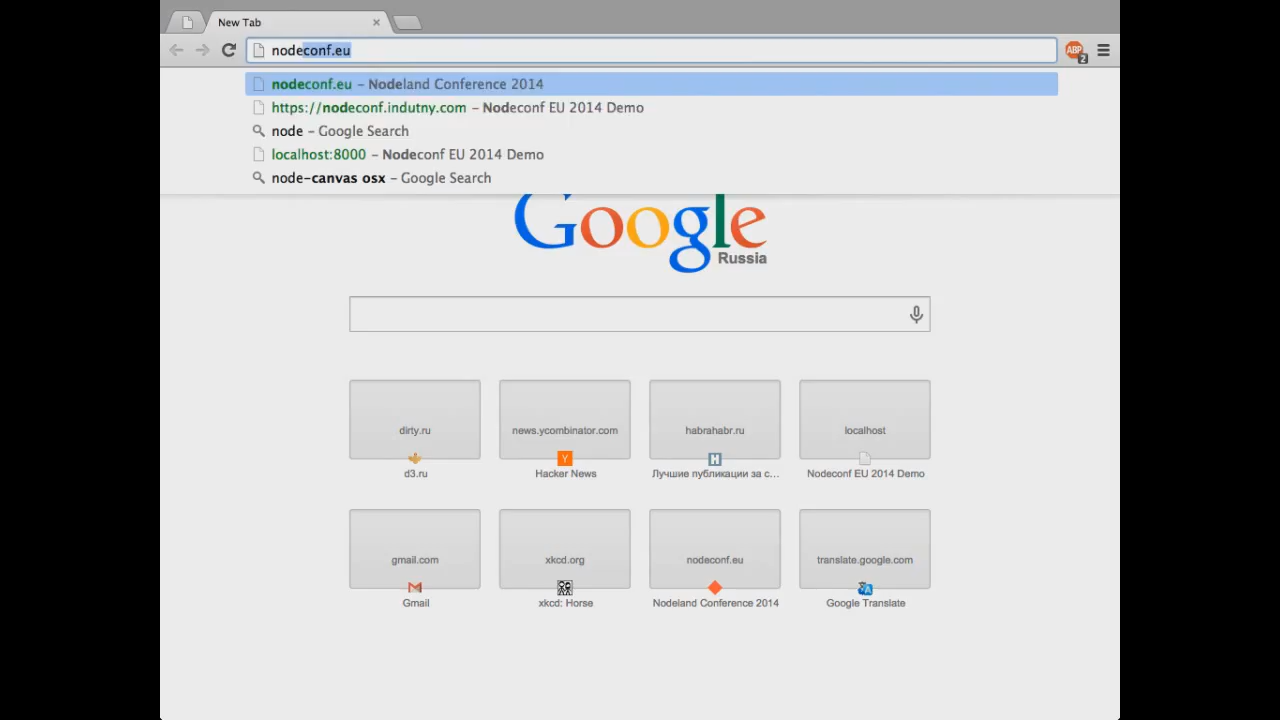 New Tab
nodeconf.eu
ABP
2
nodeconf.eu – Nodeland Conference 2014
https://nodeconf.indutny.com – Nodeconf EU 2014 Demo
node – Google Search
localhost:8000 – Nodeconf EU 2014 Demo
node-canvas osx – Google Search
Google
Russia
dirty.ru
news.ycombinator.com
habrahabr.ru
localhost
Y
H
d3.ru
Hacker News
Лучшие публикации за с...
Nodeconf EU 2014 Demo
gmail.com
xkcd.org
nodeconf.eu
translate.google.com
Gmail
xkcd: Horse
Nodeland Conference 2014
Google Translate